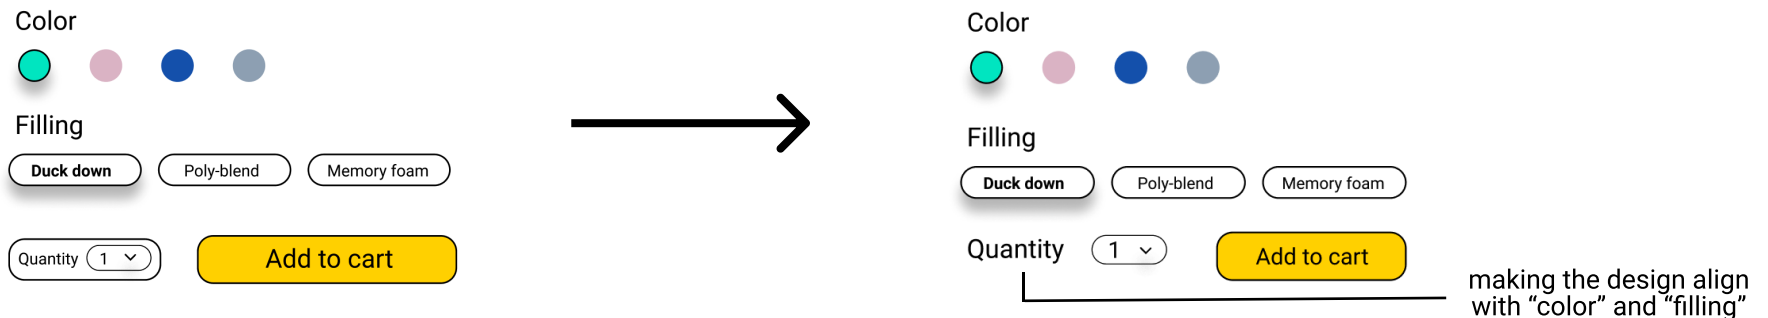 Color
Filling
Duck down Poly-blend Memory foam
Quantity 1 Add to cart
Color
Filling
Duck down Poly-blend Memory foam
Quantity 1 Add to cart
making the design align
with “color” and “filling”